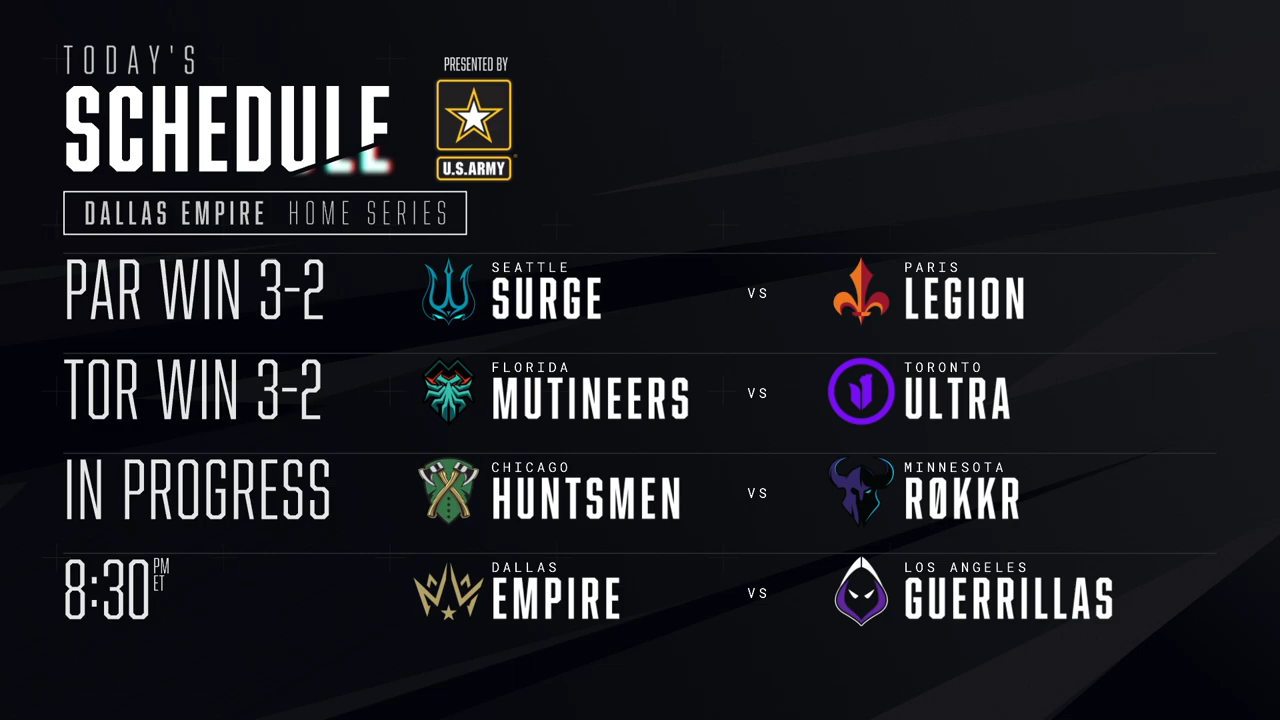 TODAY'S
SCHEDULE
PRESENTED BY
U.S.ARMY
DALLAS EMPIRE HOME SERIES
PAR WIN 3-2
SEATTLE
SURGE
VS
PARIS
LEGION
TOR WIN 3-2
FLORIDA
MUTINEERS
VS
TORONTO
ULTRA
IN PROGRESS
CHICAGO
HUNTSMEN
VS
MINNESOTA
RØKKR
8:30 PM ET
DALLAS
EMPIRE
VS
LOS ANGELES
GUERRILLAS